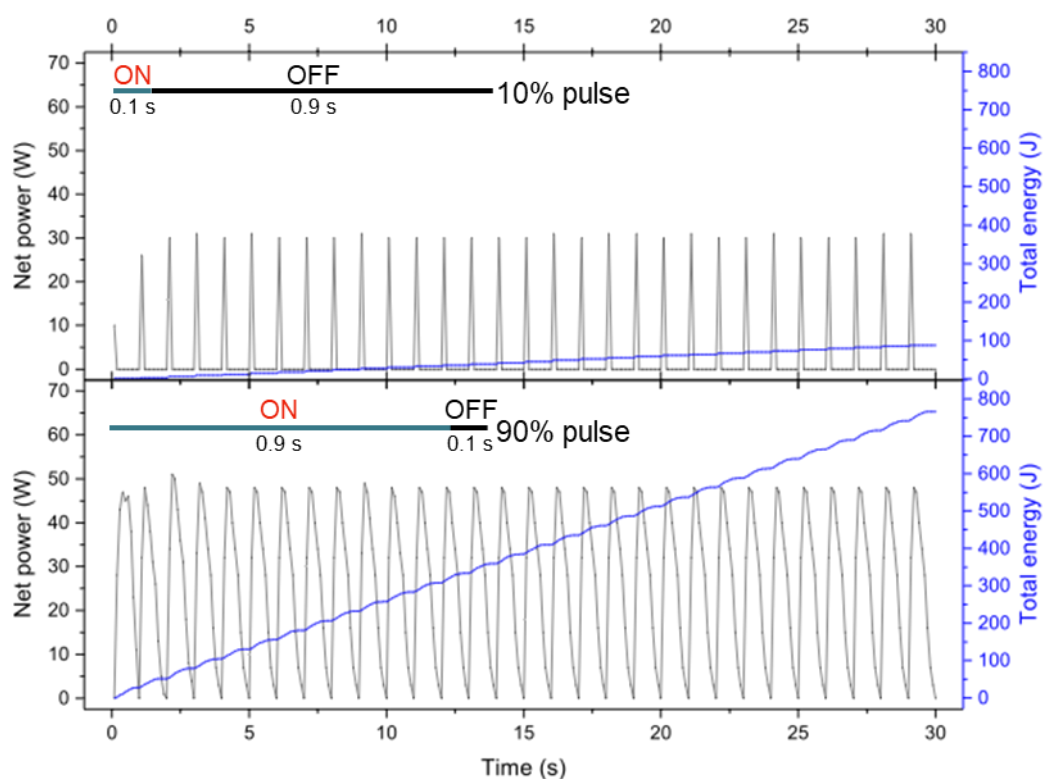 0 5 10 15 20 25 30
70
60
50
40
30
20
10
0
Net power (W)
ON OFF
0.1 s 0.9 s
10% pulse
800
700
600
500
400
300
200
100
0
Total energy (J)
70
60
50
40
30
20
10
0
Net power (W)
ON OFF
0.9 s 0.1 s
90% pulse
800
700
600
500
400
300
200
100
0
Total energy (J)
0 5 10 15 20 25 30
Time (s)